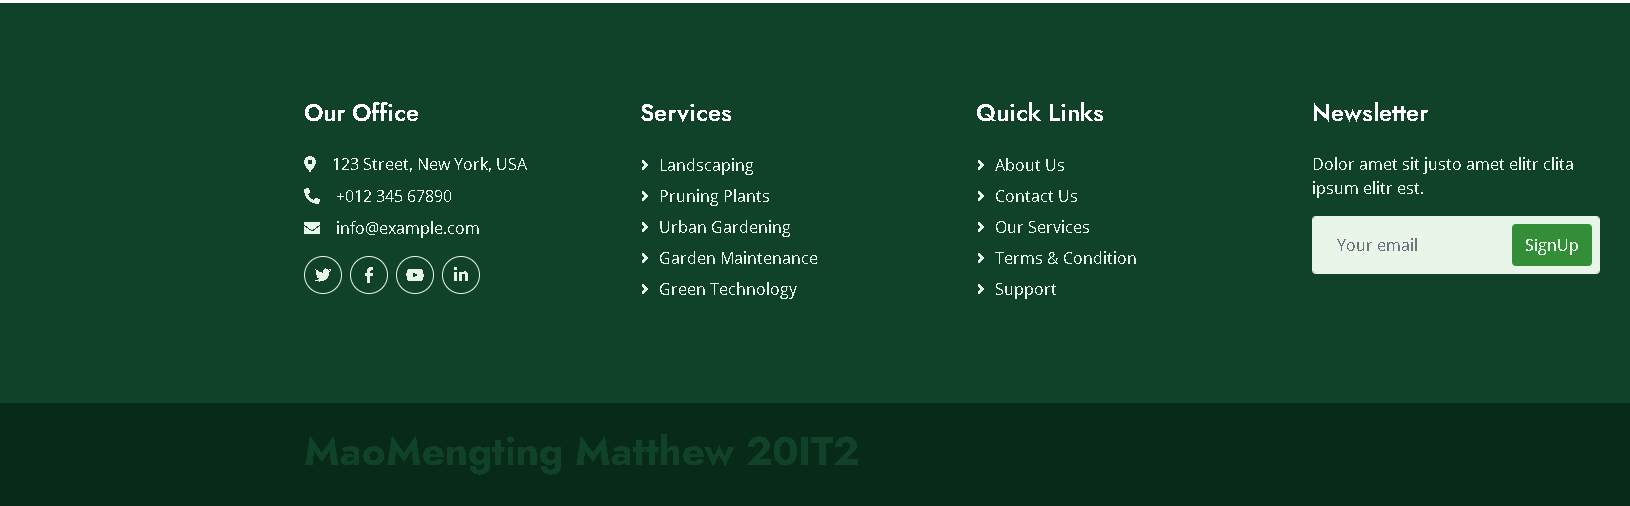 Our Office
123 Street, New York, USA
+012 345 67890
info@example.com
Services
Landscaping
Pruning Plants
Urban Gardening
Garden Maintenance
Green Technology
Quick Links
About Us
Contact Us
Our Services
Terms & Condition
Support
Newsletter
Dolor amet sit justo amet elitr clita
ipsum elitr est.
Your email
SignUp
MaoMengting Matthew 20IT2